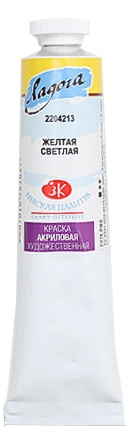 Ладога
2204213
ЖЕЛТАЯ
СВЕТЛАЯ
ЗК
НЕВСКАЯ ПАЛИТРА
САНКТ-ПЕТЕРБУРГ
КРАСКА
АКРИЛОВАЯ
ХУДОЖЕСТВЕННАЯ